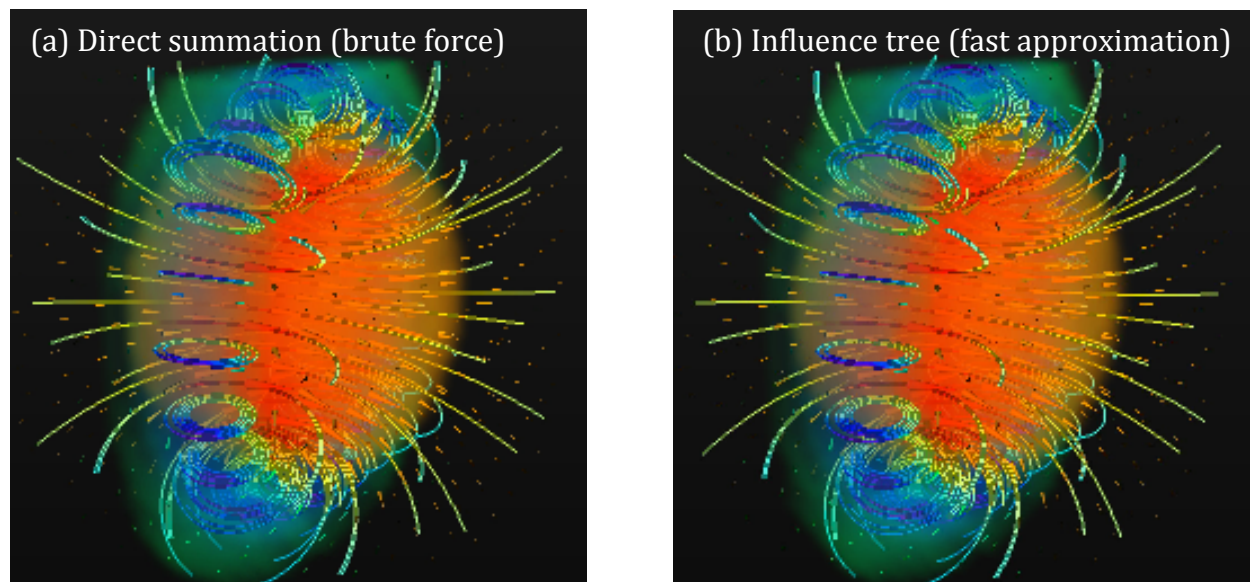 (a) Direct summation (brute force)
(b) Influence tree (fast approximation)